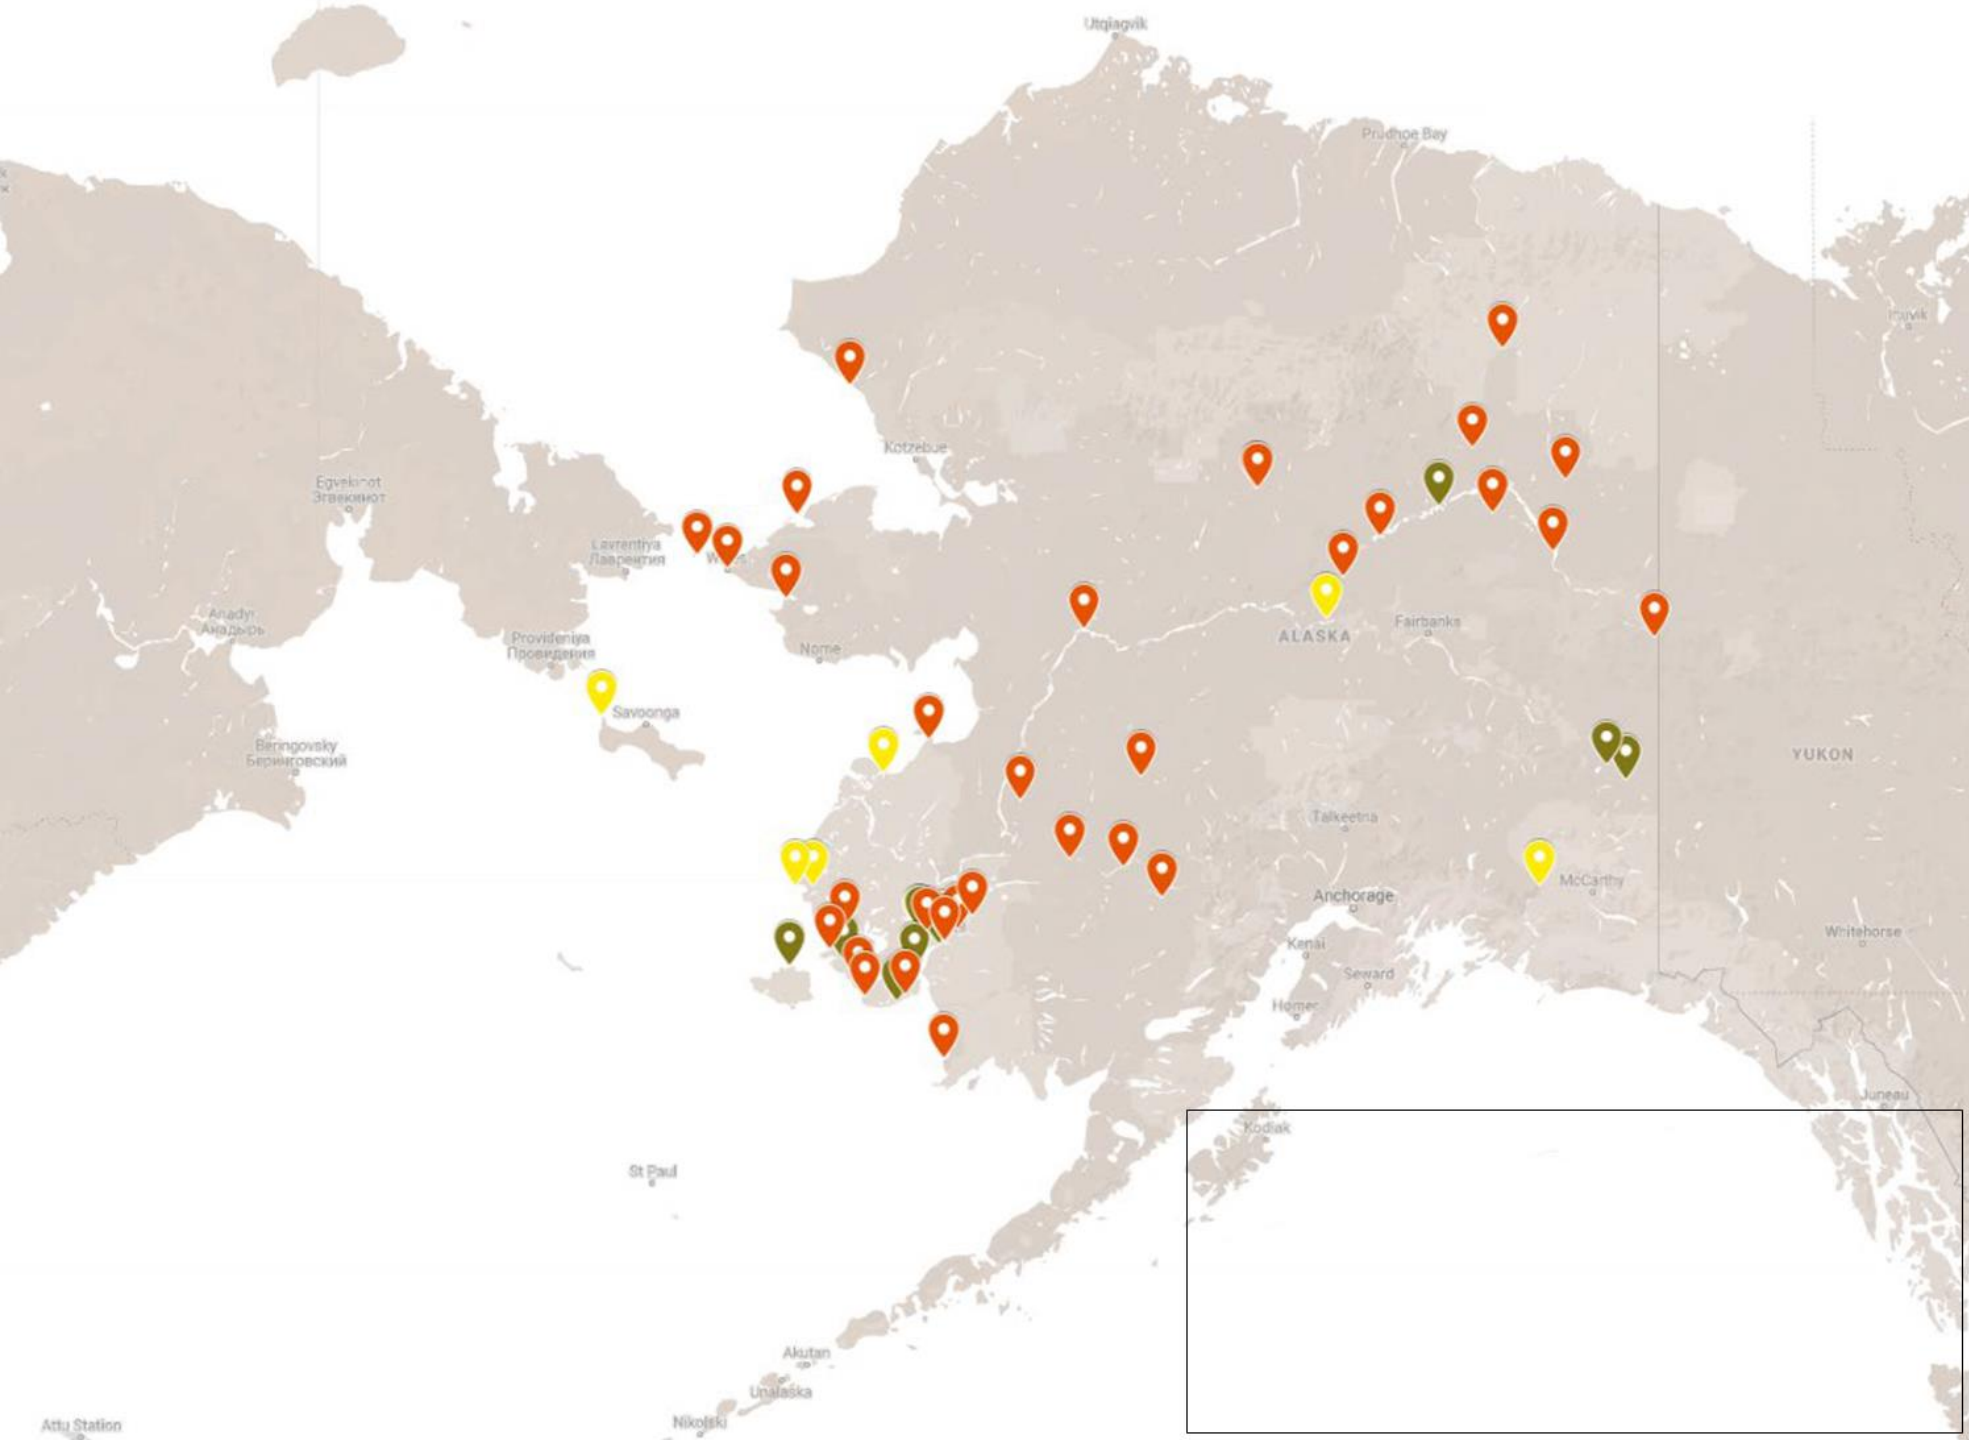 Utqiagvik
Prudhoe Bay
Inuvik
Kotzebue
Egvekinot
Эгвекинот
Lavrentiya
Лаврентия
Anadyr
Анадырь
Provideniya
Провидения
Nome
ALASKA
Fairbanks
Savoonga
Beringovsky
Беринговский
YUKON
Talkeetna
McCarthy
Anchorage
Whitehorse
Kenai
Seward
Homer
Juneau
Kodiak
St Paul
Akutan
Unalaska
Nikolski
Attu Station